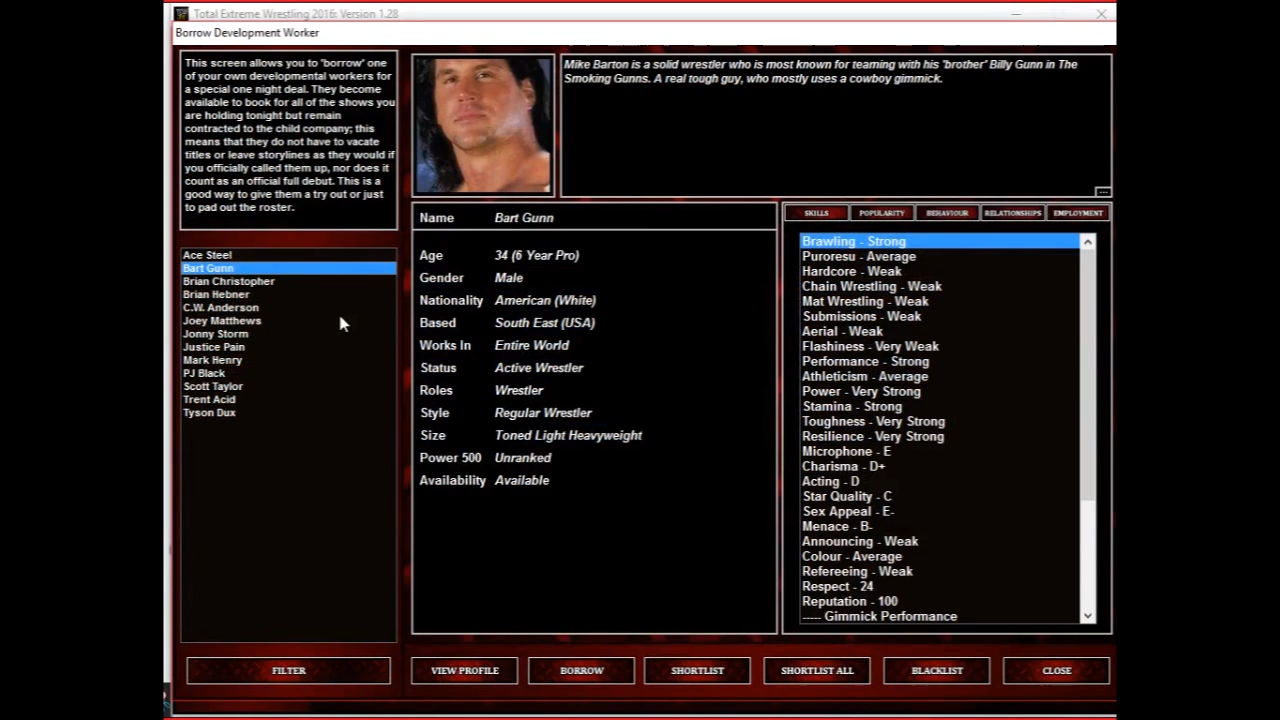 Total Extreme Wrestling 2016: Version 1.28
Borrow Development Worker
This screen allows you to 'borrow' one
of your own developmental workers for
a special one night deal. They become
available to book for all of the shows you
are holding tonight but remain
contracted to the child company; this
means that they do not have to vacate
titles or leave storylines as they would if
you officially called them up, nor does it
count as an official full debut. This is a
good way to give them a try out or just
to pad out the roster.
Mike Barton is a solid wrestler who is most known for teaming with his 'brother' Billy Gunn in The
Smoking Gunns. A real tough guy, who mostly uses a cowboy gimmick.
...
Ace Steel
Bart Gunn
Brian Christopher
Brian Hebner
C.W. Anderson
Joey Matthews
Jonny Storm
Justice Pain
Mark Henry
PJ Black
Scott Taylor
Trent Acid
Tyson Dux
Name Bart Gunn
Age 34 (6 Year Pro)
Gender Male
Nationality American (White)
Based South East (USA)
Works In Entire World
Status Active Wrestler
Roles Wrestler
Style Regular Wrestler
Size Toned Light Heavyweight
Power 500 Unranked
Availability Available
SKILLS POPULARITY BEHAVIOUR RELATIONSHIPS EMPLOYMENT
Brawling - Strong
Puroresu - Average
Hardcore - Weak
Chain Wrestling - Weak
Mat Wrestling - Weak
Submissions - Weak
Aerial - Weak
Flashiness - Very Weak
Performance - Strong
Athleticism - Average
Power - Very Strong
Stamina - Strong
Toughness - Very Strong
Resilience - Very Strong
Microphone - E
Charisma - D+
Acting - D
Star Quality - C
Sex Appeal - E-
Menace - B-
Announcing - Weak
Colour - Average
Refereeing - Weak
Respect - 24
Reputation - 100
----- Gimmick Performance
FILTER VIEW PROFILE BORROW SHORTLIST SHORTLIST ALL BLACKLIST CLOSE